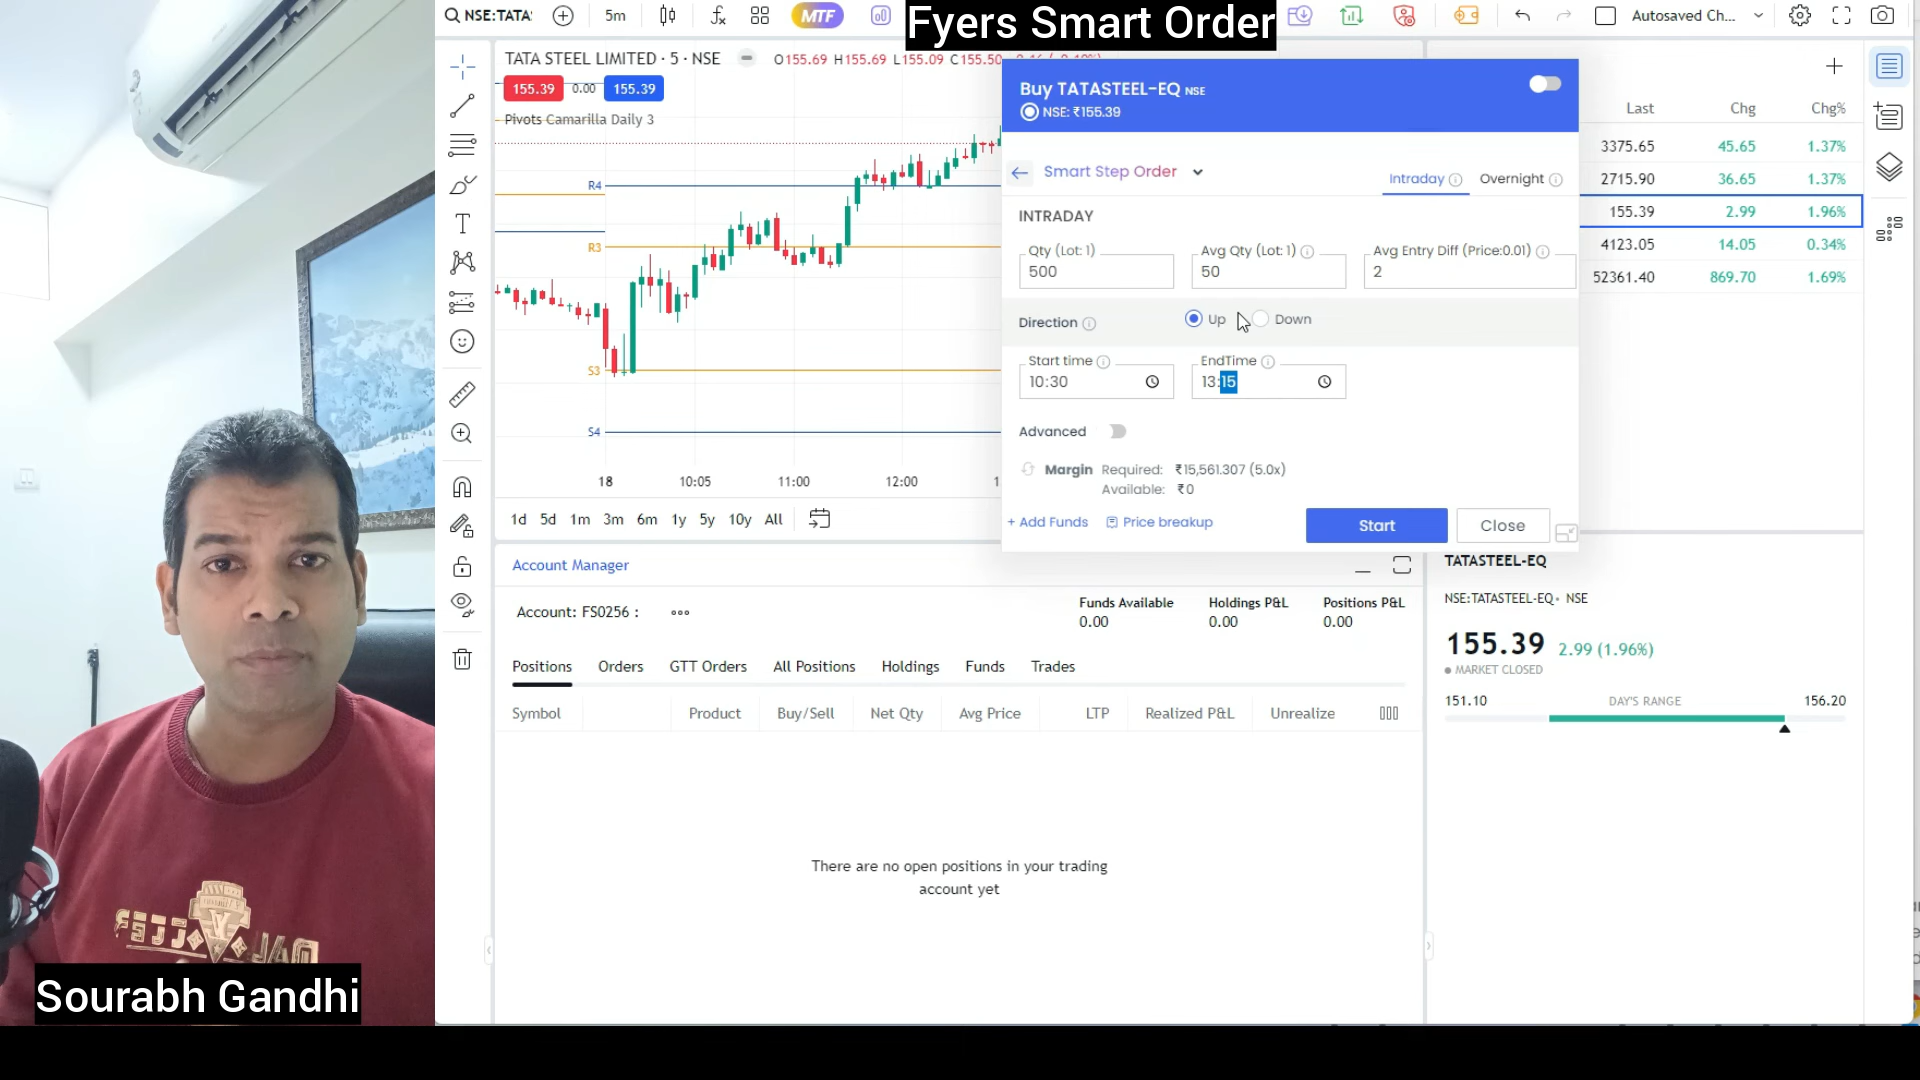 NSE:TATA
5m
MTF
Fyers Smart Order
Autosaved Ch...
TATA STEEL LIMITED · 5 · NSE
O155.69 H155.69 L155.09 C155.50
155.39
0.00
155.39
Pivots Camarilla Daily 3
R4
R3
S3
S4
18
10:05
11:00
12:00
1d 5d 1m 3m 6m 1y 5y 10y All
Buy TATASTEEL-EQ NSE
NSE: ₹155.39
Smart Step Order
Intraday
Overnight
INTRADAY
Qty (Lot: 1)
500
Avg Qty (Lot: 1)
50
Avg Entry Diff (Price:0.01)
2
Direction
Up
Down
Start time
10:30
EndTime
13:15
Advanced
Margin Required: ₹15,561.307 (5.0x)
Available: ₹0
+ Add Funds
Price breakup
Start
Close
Last Chg Chg%
3375.65 45.65 1.37%
2715.90 36.65 1.37%
155.39 2.99 1.96%
4123.05 14.05 0.34%
52361.40 869.70 1.69%
Account Manager
Account: FS0256 :
Funds Available
0.00
Holdings P&L
0.00
Positions P&L
0.00
Positions Orders GTT Orders All Positions Holdings Funds Trades
Symbol Product Buy/Sell Net Qty Avg Price LTP Realized P&L Unrealize
There are no open positions in your trading
account yet
TATASTEEL-EQ
NSE:TATASTEEL-EQ• NSE
155.39 2.99 (1.96%)
MARKET CLOSED
151.10 DAY'S RANGE 156.20
Sourabh Gandhi